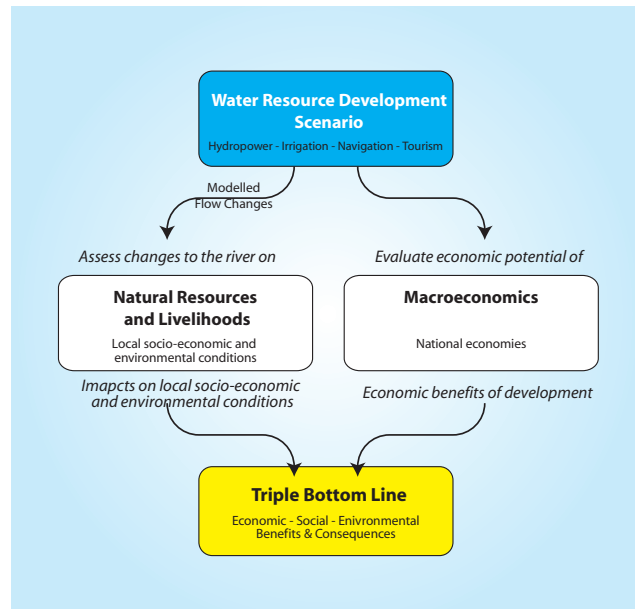 Water Resource Development
Scenario
Hydropower - Irrigation - Navigation - Tourism
Modelled
Flow Changes
Assess changes to the river on
Natural Resources
and Livelihoods
Local socio-economic and
environmental conditions
Imapcts on local socio-economic
and environmental conditions
Evaluate economic potential of
Macroeconomics
National economies
Economic benefits of development
Triple Bottom Line
Economic - Social - Enivronmental
Benefits & Consequences